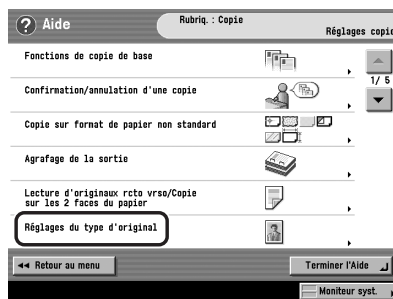 ? Aide
Rubriq. : Copie
Réglages copie
Fonctions de copie de base
1/ 5
Confirmation/annulation d'une copie
Copie sur format de papier non standard
Agrafage de la sortie
Lecture d'originaux rcto vrso/Copie
sur les 2 faces du papier
Réglages du type d'original
Retour au menu
Terminer l'Aide
Moniteur syst.